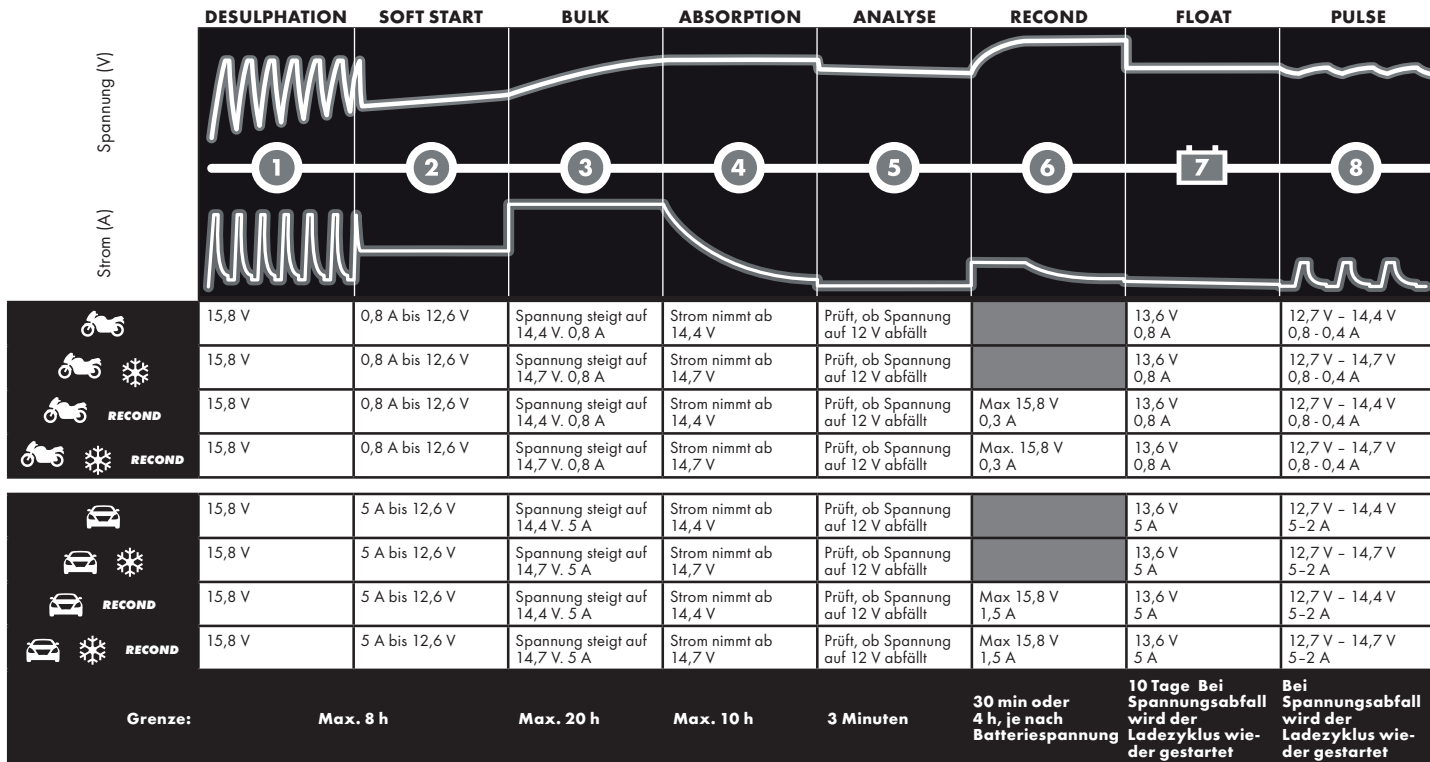 DESULPHATION SOFT START BULK ABSORPTION ANALYSE RECOND FLOAT PULSE
Spannung (V)
1 2 3 4 5 6 7 8
Strom (A)
15,8 V
0,8 A bis 12,6 V
Spannung steigt auf
14,4 V. 0,8 A
Strom nimmt ab
14,4 V
Prüft, ob Spannung
auf 12 V abfällt
13,6 V
0,8 A
12,7 V – 14,4 V
0,8 - 0,4 A
15,8 V
0,8 A bis 12,6 V
Spannung steigt auf
14,7 V. 0,8 A
Strom nimmt ab
14,7 V
Prüft, ob Spannung
auf 12 V abfällt
13,6 V
0,8 A
12,7 V – 14,7 V
0,8 - 0,4 A
RECOND
15,8 V
0,8 A bis 12,6 V
Spannung steigt auf
14,4 V. 0,8 A
Strom nimmt ab
14,4 V
Prüft, ob Spannung
auf 12 V abfällt
Max 15,8 V
0,3 A
13,6 V
0,8 A
12,7 V – 14,4 V
0,8 - 0,4 A
RECOND
15,8 V
0,8 A bis 12,6 V
Spannung steigt auf
14,7 V. 0,8 A
Strom nimmt ab
14,7 V
Prüft, ob Spannung
auf 12 V abfällt
Max. 15,8 V
0,3 A
13,6 V
0,8 A
12,7 V – 14,7 V
0,8 - 0,4 A
15,8 V
5 A bis 12,6 V
Spannung steigt auf
14,4 V. 5 A
Strom nimmt ab
14,4 V
Prüft, ob Spannung
auf 12 V abfällt
13,6 V
5 A
12,7 V – 14,4 V
5–2 A
15,8 V
5 A bis 12,6 V
Spannung steigt auf
14,7 V. 5 A
Strom nimmt ab
14,7 V
Prüft, ob Spannung
auf 12 V abfällt
13,6 V
5 A
12,7 V – 14,7 V
5–2 A
RECOND
15,8 V
5 A bis 12,6 V
Spannung steigt auf
14,4 V. 5 A
Strom nimmt ab
14,4 V
Prüft, ob Spannung
auf 12 V abfällt
Max 15,8 V
1,5 A
13,6 V
5 A
12,7 V – 14,4 V
5–2 A
RECOND
15,8 V
5 A bis 12,6 V
Spannung steigt auf
14,7 V. 5 A
Strom nimmt ab
14,7 V
Prüft, ob Spannung
auf 12 V abfällt
Max 15,8 V
1,5 A
13,6 V
5 A
12,7 V – 14,7 V
5–2 A
Grenze:
Max. 8 h
Max. 20 h
Max. 10 h
3 Minuten
30 min oder
4 h, je nach
Batteriespannung
10 Tage Bei
Spannungsabfall
wird der
Ladezyklus wie-
der gestartet
Bei
Spannungsabfall
wird der
Ladezyklus wie-
der gestartet